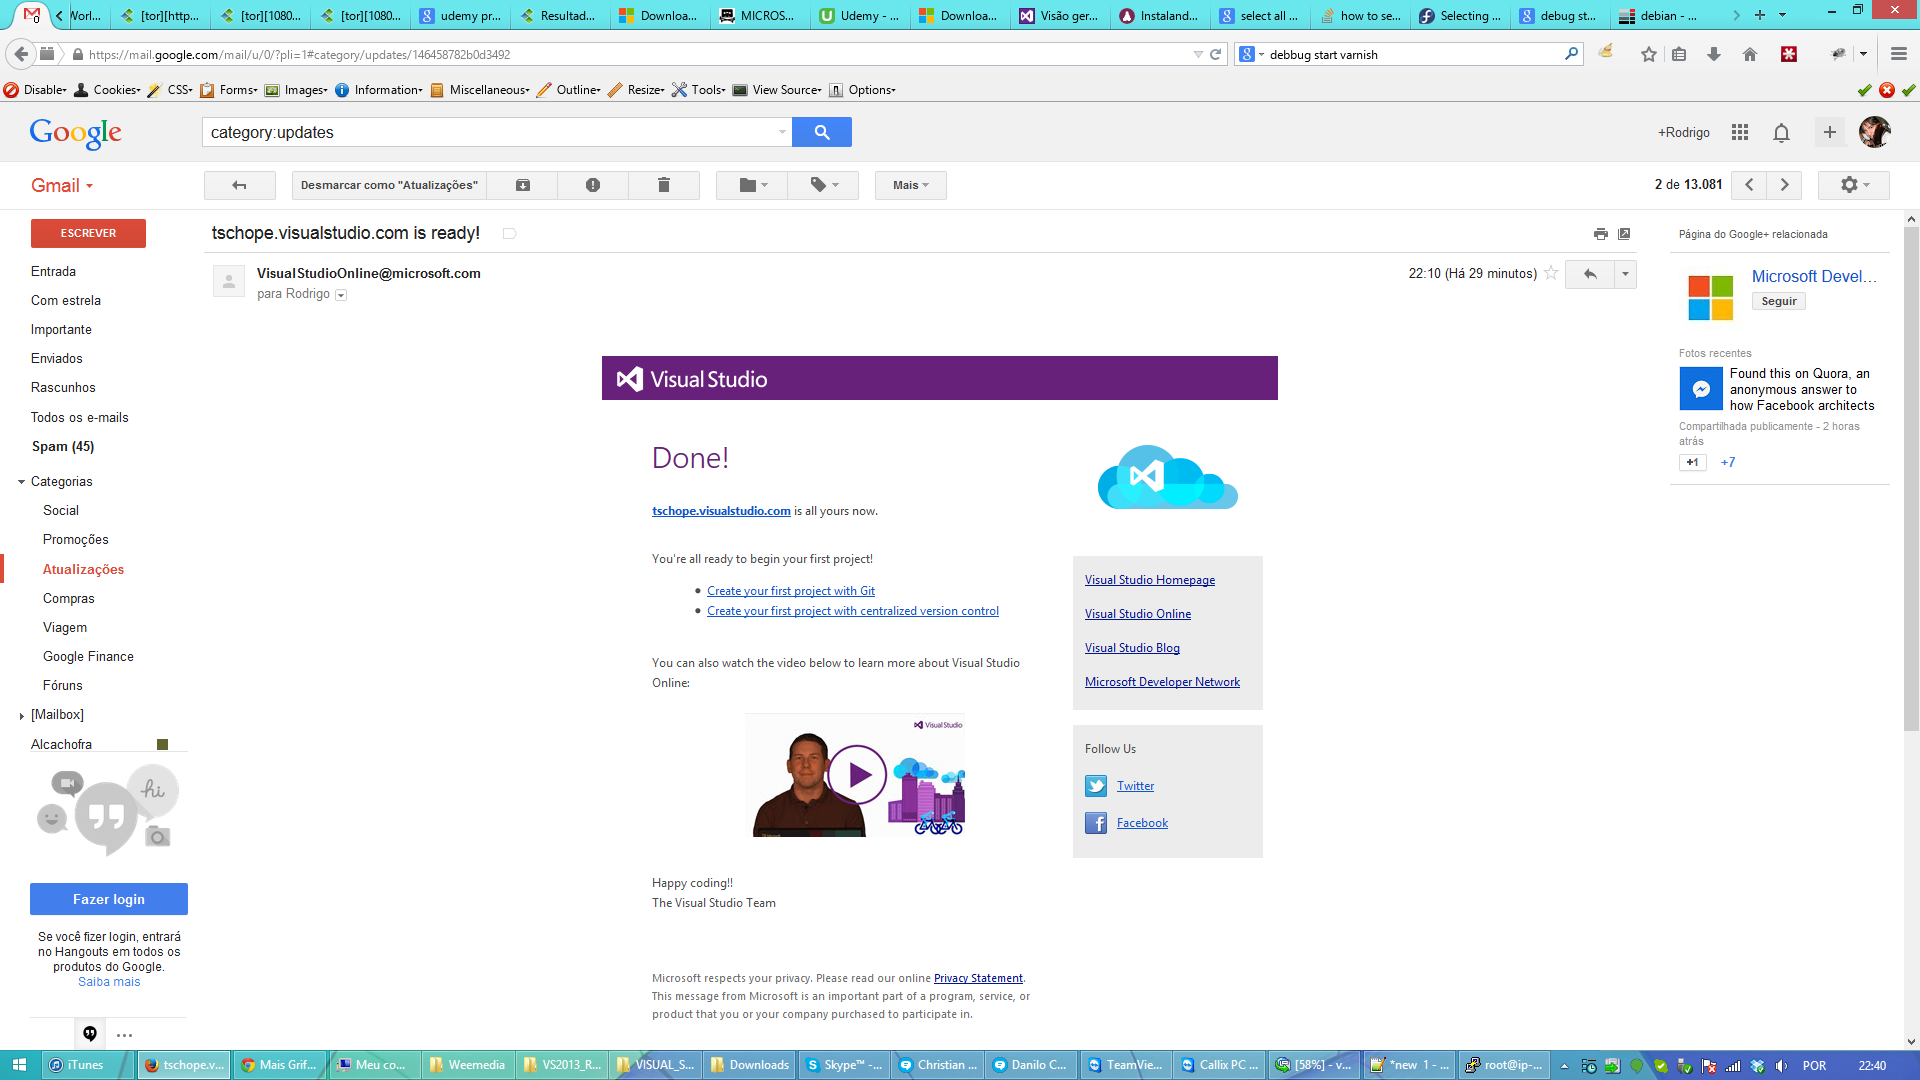 0
Vorl...
[tor][http...
[tor][1080...
[tor][1080...
udemy pr...
Resultad...
Downloa...
MICROS...
Udemy - ...
Downloa...
Visão ger...
Instaland...
select all ...
how to se...
Selecting ...
debug st...
debian - ...
https://mail.google.com/mail/u/0/?pli=1#category/updates/146458782b0d3492
debbug start varnish
Disable
Cookies
CSS
Forms
Images
Information
Miscellaneous
Outline
Resize
Tools
View Source
Options
Google
category:updates
+Rodrigo
Gmail
Desmarcar como "Atualizações"
Mais
2 de 13.081
ESCREVER
Entrada
Com estrela
Importante
Enviados
Rascunhos
Todos os e-mails
Spam (45)
Categorias
Social
Promoções
Atualizações
Compras
Viagem
Google Finance
Fóruns
[Mailbox]
Alcachofra
hi
Fazer login
Se você fizer login, entrará
no Hangouts em todos os
produtos do Google.
Saiba mais
tschope.visualstudio.com is ready!
VisualStudioOnline@microsoft.com
para Rodrigo
22:10 (Há 29 minutos)
Visual Studio
Done!
tschope.visualstudio.com is all yours now.
You're all ready to begin your first project!
• Create your first project with Git
• Create your first project with centralized version control
You can also watch the video below to learn more about Visual Studio
Online:
Visual Studio
Happy coding!!
The Visual Studio Team
Microsoft respects your privacy. Please read our online Privacy Statement.
This message from Microsoft is an important part of a program, service, or
product that you or your company purchased to participate in.
Visual Studio Homepage
Visual Studio Online
Visual Studio Blog
Microsoft Developer Network
Follow Us
Twitter
Facebook
Página do Google+ relacionada
Microsoft Devel...
Seguir
Fotos recentes
Found this on Quora, an
anonymous answer to
how Facebook architects
Compartilhada publicamente - 2 horas
atrás
+1
+7
iTunes
tschope.v...
Mais Grif...
Meu co...
Weemedia
VS2013_R...
VISUAL_S...
Downloads
Skype™ -...
Christian ...
Danilo C...
TeamVie...
Callix PC ...
[58%] - v...
*new 1 - ...
root@ip-...
POR
22:40